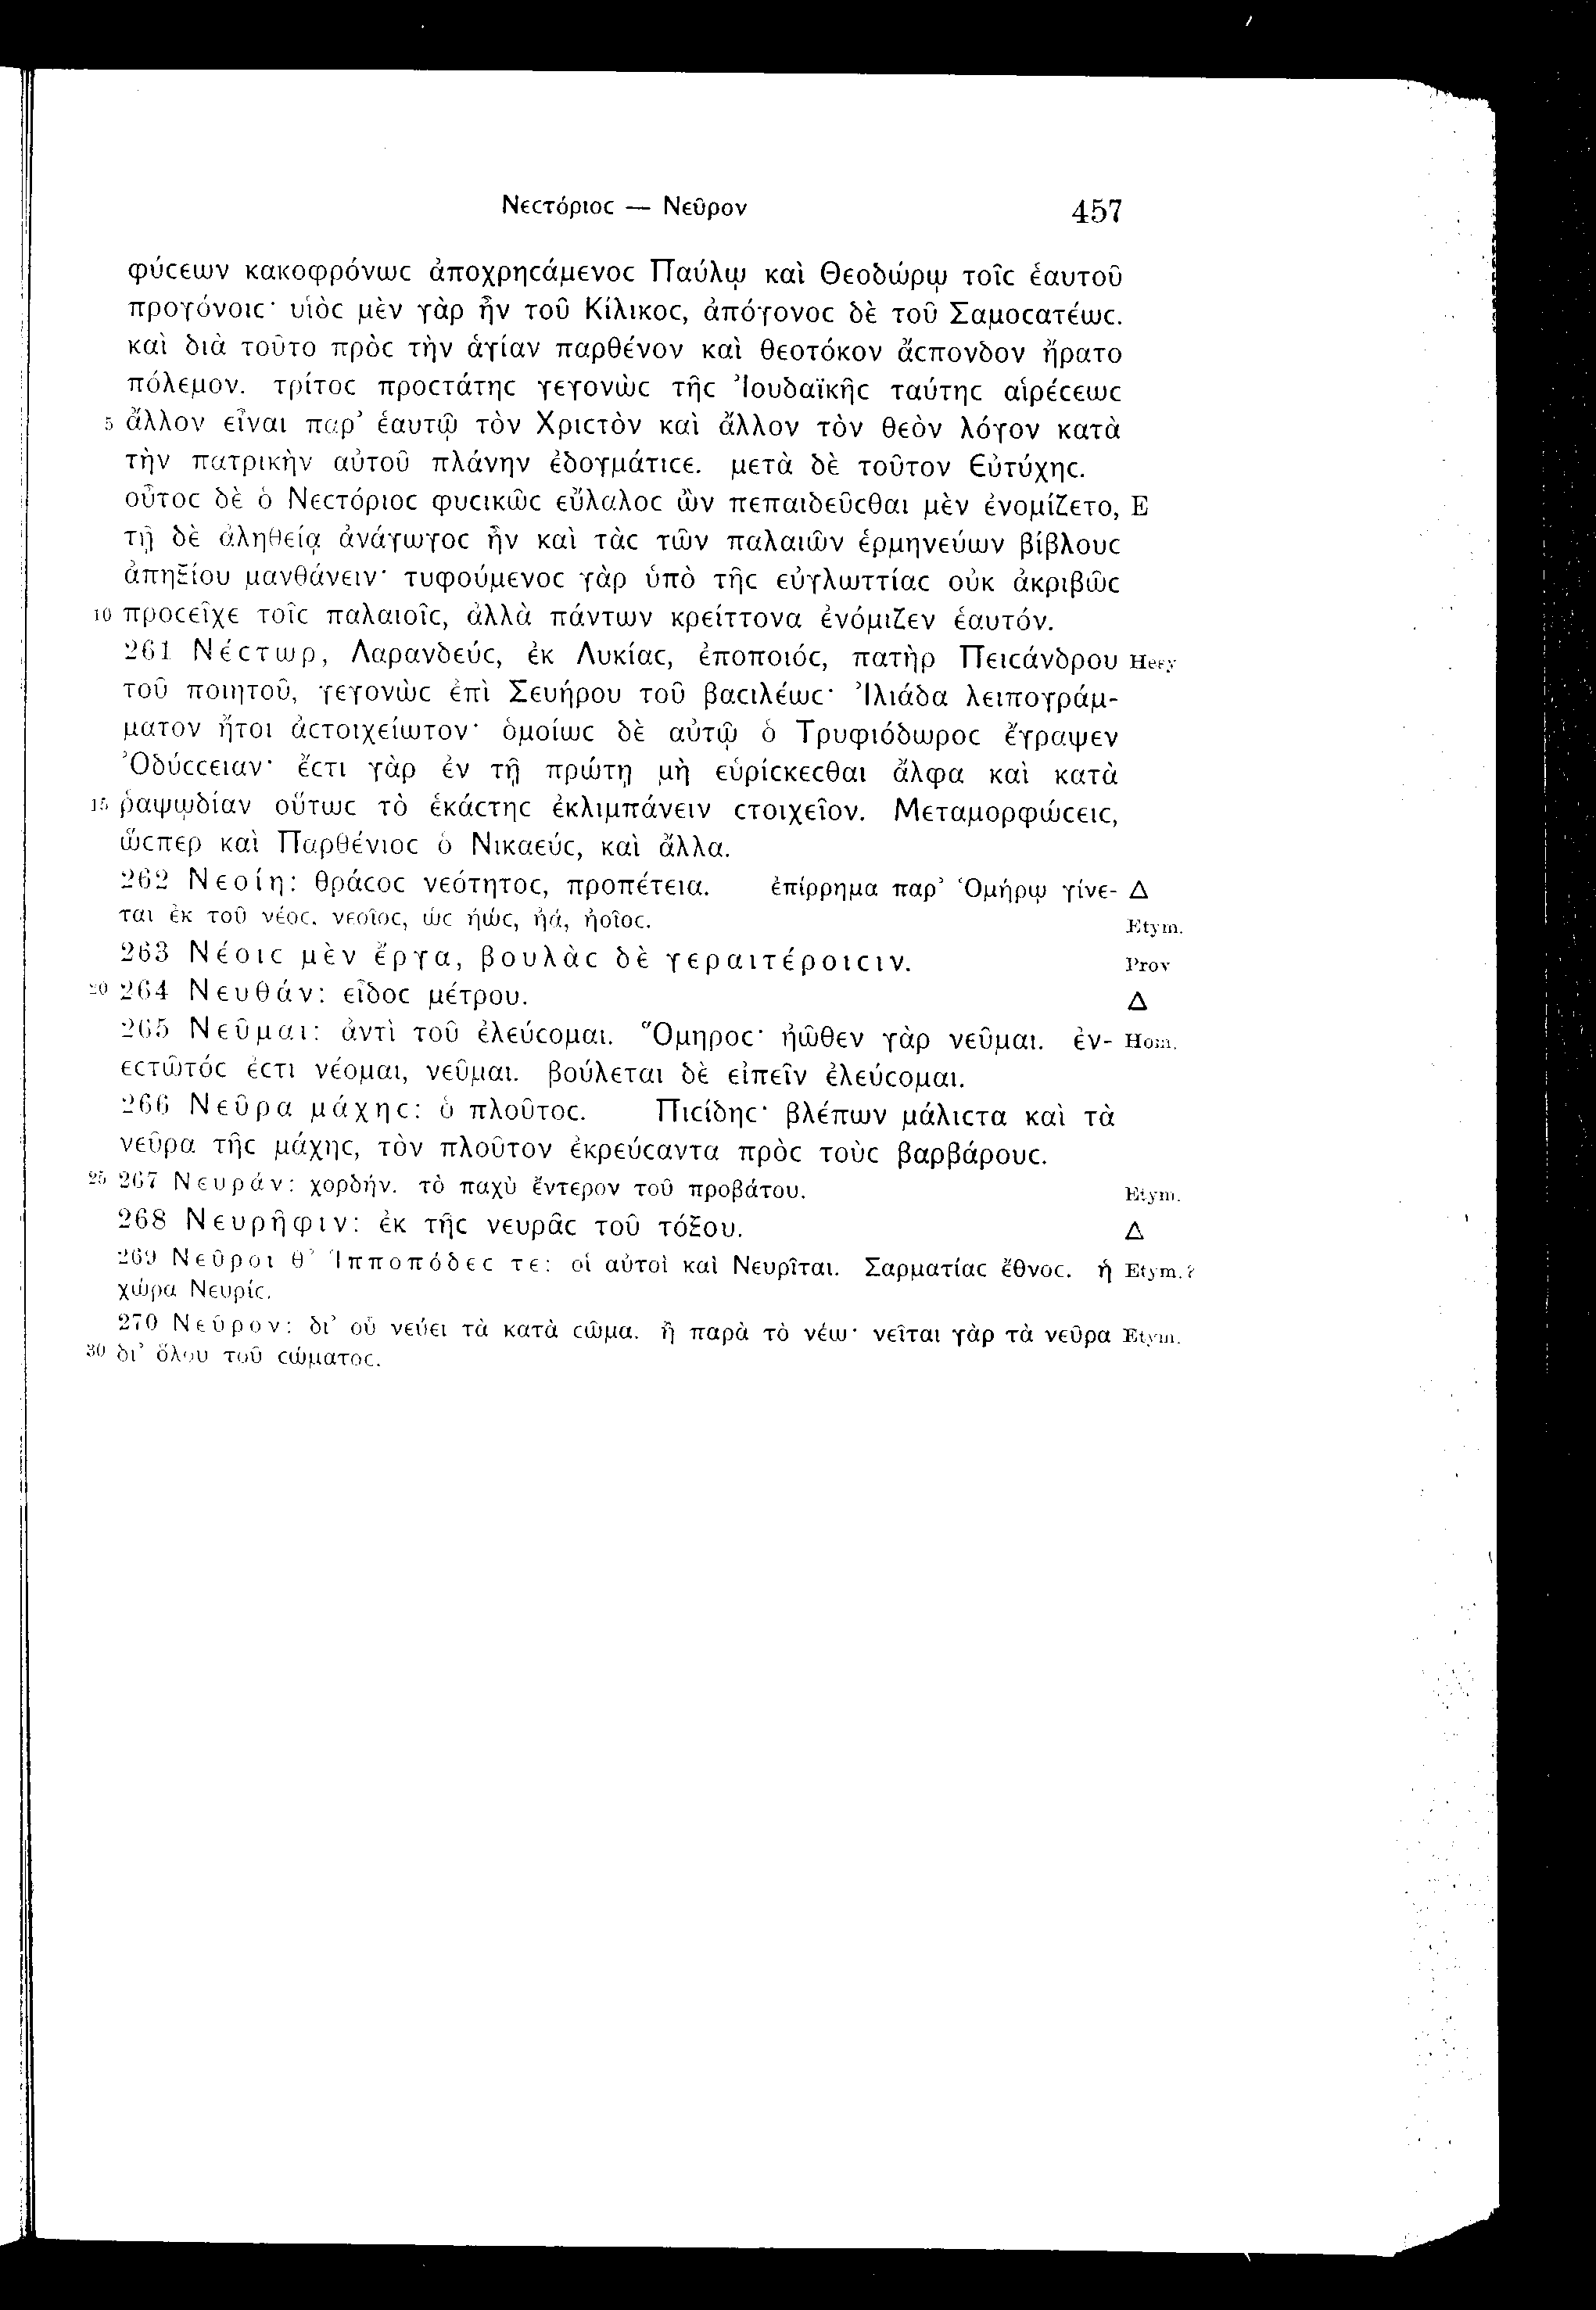 Νεϲτόριοϲ — Νεῦρον 457
φύϲεων κακοφρόνωϲ ἀποχρηϲάμενοϲ Παύλῳ καὶ Θεοδώρῳ τοῖϲ ἑαυτοῦ
προγόνοιϲ· υἱὸϲ μὲν γὰρ ἦν τοῦ Κίλικοϲ, ἀπόγονοϲ δὲ τοῦ Σαμοϲατέωϲ.
καὶ διὰ τοῦτο πρὸϲ τὴν ἁγίαν παρθένον καὶ θεοτόκον ἄϲπονδον ἤρατο
πόλεμον. τρίτοϲ προϲτάτηϲ γεγονὼϲ τῆϲ Ἰουδαϊκῆϲ ταύτηϲ αἱρέϲεωϲ
5 ἄλλον εἶναι παρ’ ἑαυτῷ τὸν Χριϲτὸν καὶ ἄλλον τὸν θεὸν λόγον κατὰ
τὴν πατρικὴν αὐτοῦ πλάνην ἐδογμάτιϲε. μετὰ δὲ τοῦτον Εὐτύχηϲ.
οὗτοϲ δὲ ὁ Νεϲτόριοϲ φυϲικῶϲ εὔλαλοϲ ὢν πεπαιδεῦϲθαι μὲν ἐνομίζετο, E
τῇ δὲ ἀληθείᾳ ἀνάγωγοϲ ἦν καὶ τὰϲ τῶν παλαιῶν ἑρμηνεύων βίβλουϲ
ἀπηξίου μανθάνειν· τυφούμενοϲ γὰρ ὑπὸ τῆϲ εὐγλωττίαϲ οὐκ ἀκριβῶϲ
10 προϲεῖχε τοῖϲ παλαιοῖϲ, ἀλλὰ πάντων κρείττονα ἐνόμιζεν ἑαυτόν.
261 Νέϲτωρ, Λαρανδεύϲ, ἐκ Λυκίαϲ, ἐποποιόϲ, πατὴρ Πειϲάνδρου Hesy
τοῦ ποιητοῦ, γεγονὼϲ ἐπὶ Σευήρου τοῦ βαϲιλέωϲ· Ἰλιάδα λειπογράμ-
ματον ἤτοι ἀϲτοιχείωτον· ὁμοίωϲ δὲ αὐτῷ ὁ Τρυφιόδωροϲ ἔγραψεν
Ὀδύϲϲειαν· ἔϲτι γὰρ ἐν τῇ πρώτῃ μὴ εὑρίϲκεϲθαι ἄλφα καὶ κατὰ
15 ῥαψῳδίαν οὕτωϲ τὸ ἑκάϲτηϲ ἐκλιμπάνειν ϲτοιχεῖον. Μεταμορφώϲειϲ,
ὥϲπερ καὶ Παρθένιοϲ ὁ Νικαεύϲ, καὶ ἄλλα.
262 Νεοίη: θράϲοϲ νεότητοϲ, προπέτεια. ἐπίρρημα παρ’ Ὁμήρῳ γίνε- Δ
ται ἐκ τοῦ νέοϲ. νεοῖοϲ, ὡϲ ἠώϲ, ἠά, ἠοῖοϲ. Etym.
263 Νέοιϲ μὲν ἔργα, βουλὰϲ δὲ γεραιτέροιϲιν. Prov
20 264 Νευθάν: εἶδοϲ μέτρου. Δ
265 Νεῦμαι: ἀντὶ τοῦ ἐλεύϲομαι. Ὅμηροϲ· ἠῶθεν γὰρ νεῦμαι. ἐν- Hom.
εϲτῶτόϲ ἐϲτι νέομαι, νεῦμαι. βούλεται δὲ εἰπεῖν ἐλεύϲομαι.
266 Νεῦρα μάχηϲ: ὁ πλοῦτοϲ. Πιϲίδηϲ· βλέπων μάλιϲτα καὶ τὰ
νεῦρα τῆϲ μάχηϲ, τὸν πλοῦτον ἐκρεύϲαντα πρὸϲ τοὺϲ βαρβάρουϲ.
25 267 Νευράν: χορδήν. τὸ παχὺ ἔντερον τοῦ προβάτου. Etym.
268 Νευρῆφιν: ἐκ τῆϲ νευρᾶϲ τοῦ τόξου. Δ
269 Νεῦροι θ’ Ἱπποπόδεϲ τε: οἱ αὐτοὶ καὶ Νευρῖται. Σαρματίαϲ ἔθνοϲ. ἡ Etym.?
χώρα Νευρίϲ.
270 Νεῦρον: δι’ οὗ νεύει τὰ κατὰ ϲῶμα. ἢ παρὰ τὸ νέω· νεῖται γὰρ τὰ νεῦρα Etym.
30 δι’ ὅλου τοῦ ϲώματοϲ.